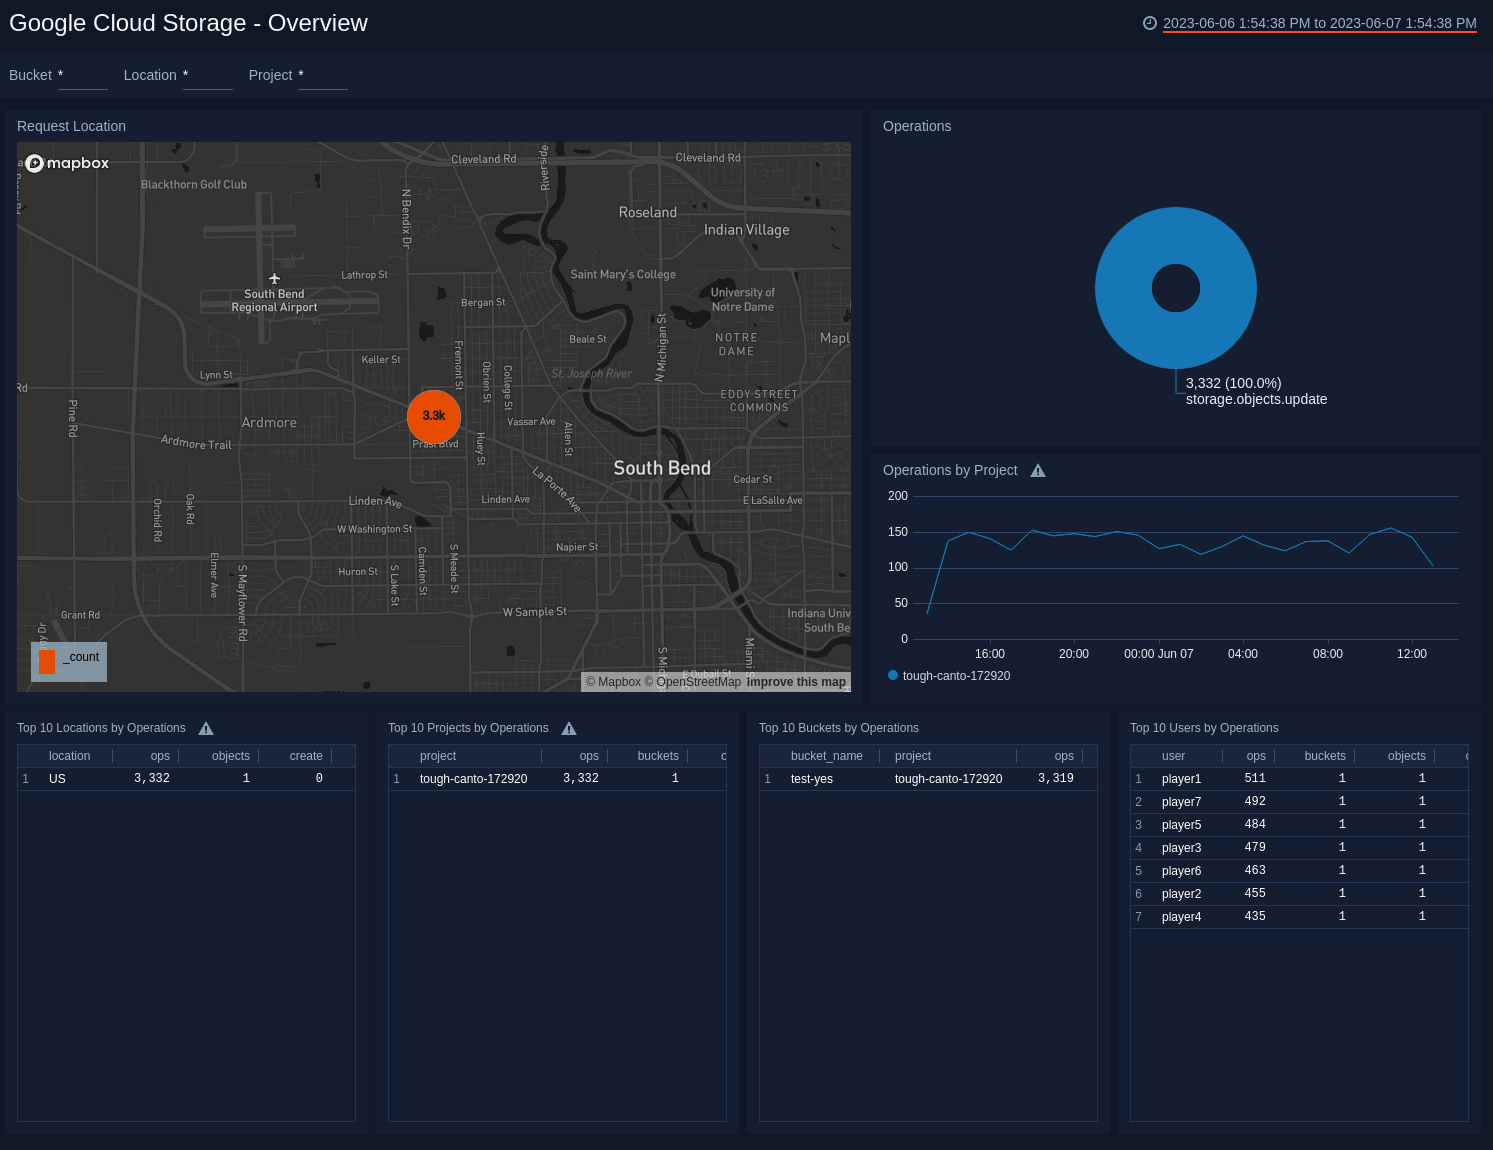 Google Cloud Storage - Overview
2023-06-06 1:54:38 PM to 2023-06-07 1:54:38 PM
Bucket * Location * Project *
Request Location
mapbox
Cleveland Rd
Riverside
Cleveland Rd
Blackthorn Golf Club
N Bendix Dr
Roseland
Indian Village
Lathrop St
Saint Mary's College
South Bend
Regional Airport
Bergan St
University of
Notre Dame
N Michigan St
Beale St
NOTRE
DAME
Mapl
Keller St
Fremont St
Obrien St
College St
St. Joseph River
Lynn St
Rd
Pine Rd
EDDY STREET
COMMONS
3.3k
Ardmore
Vassar Ave
Allen St
Ardmore Trail
Prast Blvd
Huey St
South Bend
La Porte Ave
Cedar St
Orchid Rd
Oak Rd
Linden Ave
Linden Ave
E LaSalle Ave
W Washington St
Elmer Ave
S Mayflower Rd
Camden St
S Meade St
Napier St
Huron St
S Lake St
Grant Rd
W Sample St
Indiana Univ
South Be
Miami S
E Dubail St
_count
© Mapbox © OpenStreetMap improve this map
Operations
3,332 (100.0%)
storage.objects.update
Operations by Project
200
150
100
50
0
16:00 20:00 00:00 Jun 07 04:00 08:00 12:00
tough-canto-172920
Top 10 Locations by Operations
location ops objects create
1 US 3,332 1 0
Top 10 Projects by Operations
project ops buckets c
1 tough-canto-172920 3,332 1
Top 10 Buckets by Operations
bucket_name project ops
1 test-yes tough-canto-172920 3,319
Top 10 Users by Operations
user ops buckets objects
1 player1 511 1 1
2 player7 492 1 1
3 player5 484 1 1
4 player3 479 1 1
5 player6 463 1 1
6 player2 455 1 1
7 player4 435 1 1